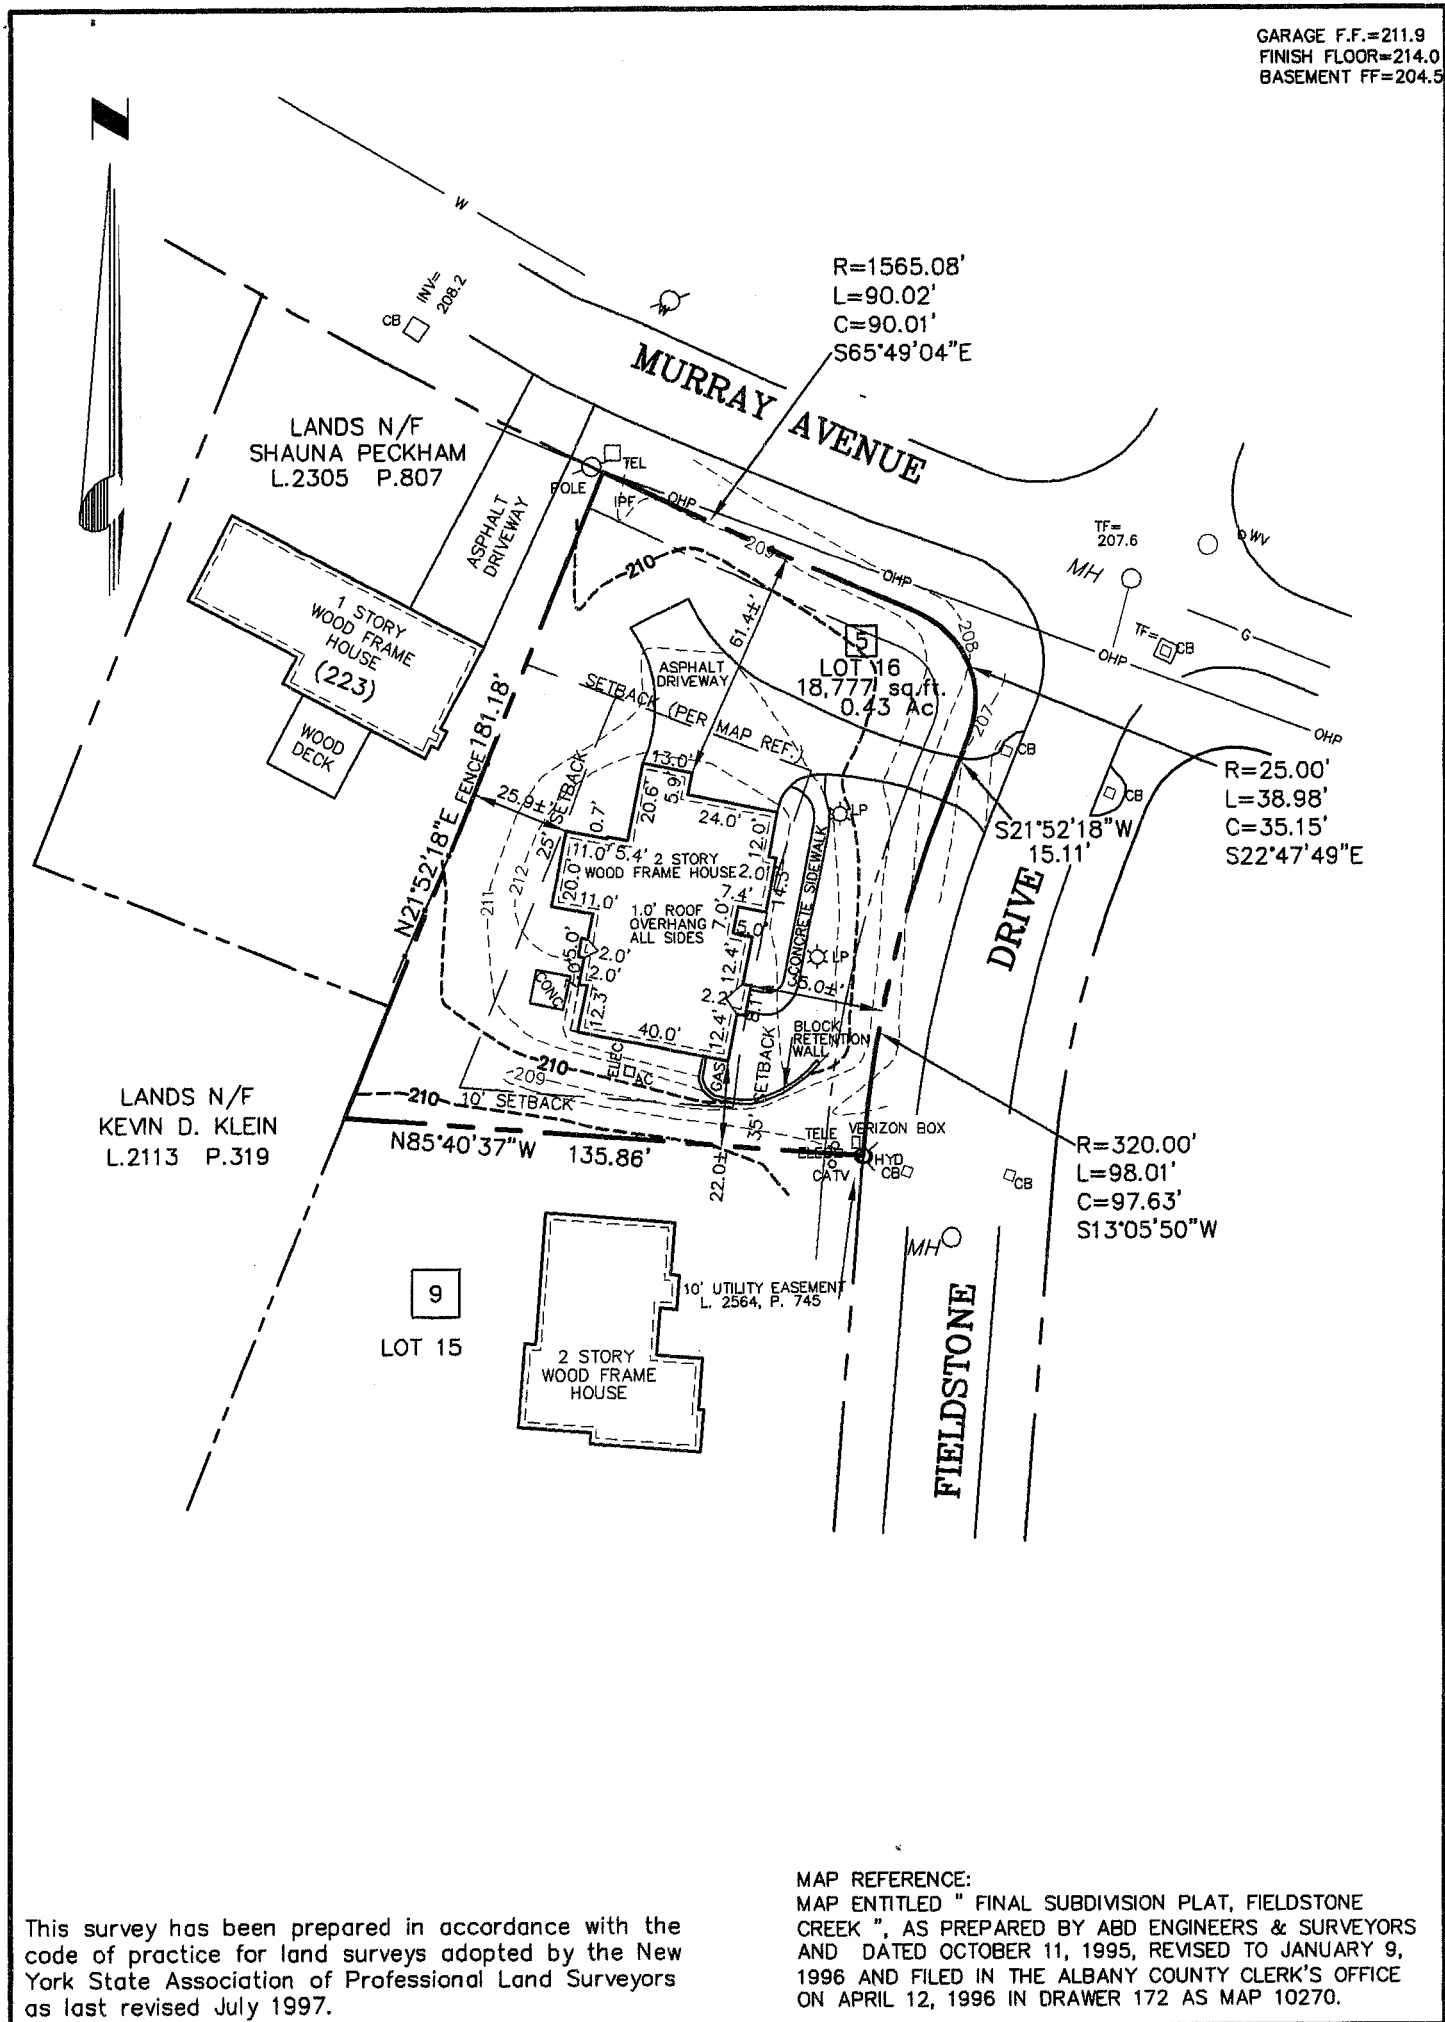 GARAGE F.F.=211.9
FINISH FLOOR=214.0
BASEMENT FF=204.5
W
INV=
208.2
CB
W
R=1565.08'
L=90.02'
C=90.01'
S65°49'04"E
MURRAY AVENUE
LANDS N/F
SHAUNA PECKHAM
L.2305 P.807
ASPHALT
DRIVEWAY
TEL
POLE
IPF
OHP
209
210
OHP
TF=
207.6
MH
WV
TF=
CB
G
OHP
OHP
1 STORY
WOOD FRAME
HOUSE
(223)
WOOD
DECK
61.4±'
5
LOT 16
18,777 sq.ft.
0.43 Ac
208
207
ASPHALT
DRIVEWAY
SETBACK (PER MAP REF.)
CB
CB
R=25.00'
L=38.98'
C=35.15'
S22°47'49"E
S21°52'18"W
15.11'
N21°52'18"E
FENCE
181.18'
25.9±'
25' SETBACK
13.0'
0.7'
20.6'
5.9'
24.0'
12.0'
LP
11.0'
5.4'
2 STORY
WOOD FRAME HOUSE
2.0'
20.0'
7.4'
14.3'
211
212
11.0'
1.0' ROOF
OVERHANG
ALL SIDES
7.0'
5.0'
CONCRETE SIDEWALK
5.0'
2.0'
2.0'
12.4'
LP
CONC
12.3'
2.2'
8.1'
35.0±'
40.0'
12.4'
DRIVE
ELEC
AC
GAS
BLOCK
RETENTION
WALL
35' SETBACK
210
209
210
10' SETBACK
LANDS N/F
KEVIN D. KLEIN
L.2113 P.319
N85°40'37"W
135.86'
22.0±'
TELE
ELEC
CATV
VERIZON BOX
HYD
CB
CB
R=320.00'
L=98.01'
C=97.63'
S13°05'50"W
MH
10' UTILITY EASEMENT
L. 2564, P. 745
9
LOT 15
2 STORY
WOOD FRAME
HOUSE
FIELDSTONE
MAP REFERENCE:
MAP ENTITLED " FINAL SUBDIVISION PLAT, FIELDSTONE
CREEK ", AS PREPARED BY ABD ENGINEERS & SURVEYORS
AND DATED OCTOBER 11, 1995, REVISED TO JANUARY 9,
1996 AND FILED IN THE ALBANY COUNTY CLERK'S OFFICE
ON APRIL 12, 1996 IN DRAWER 172 AS MAP 10270.
This survey has been prepared in accordance with the
code of practice for land surveys adopted by the New
York State Association of Professional Land Surveyors
as last revised July 1997.